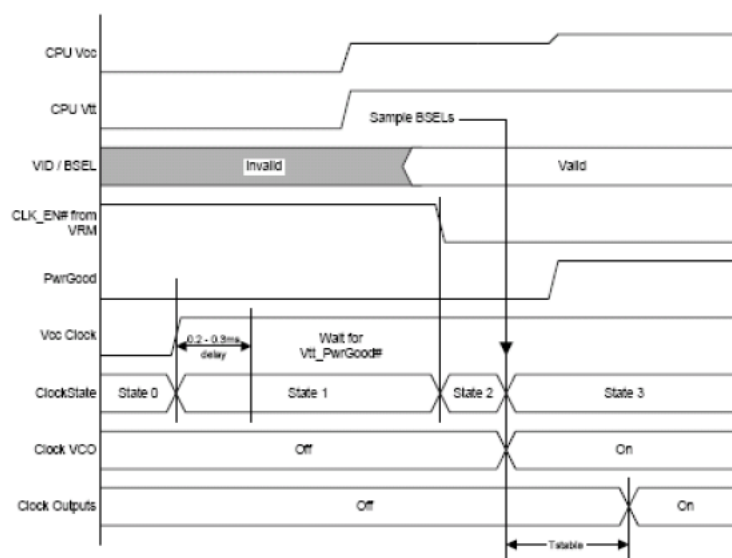 CPU Vcc
CPU Vtt
Sample BSELs
VID / BSEL
Invalid
Valid
CLK_EN# from
VRM
PwrGood
Vcc Clock
0.2 - 0.3ms
delay
Wait for
Vtt_PwrGood#
ClockState
State 0
State 1
State 2
State 3
Clock VCO
Off
On
Clock Outputs
Off
On
Tstable